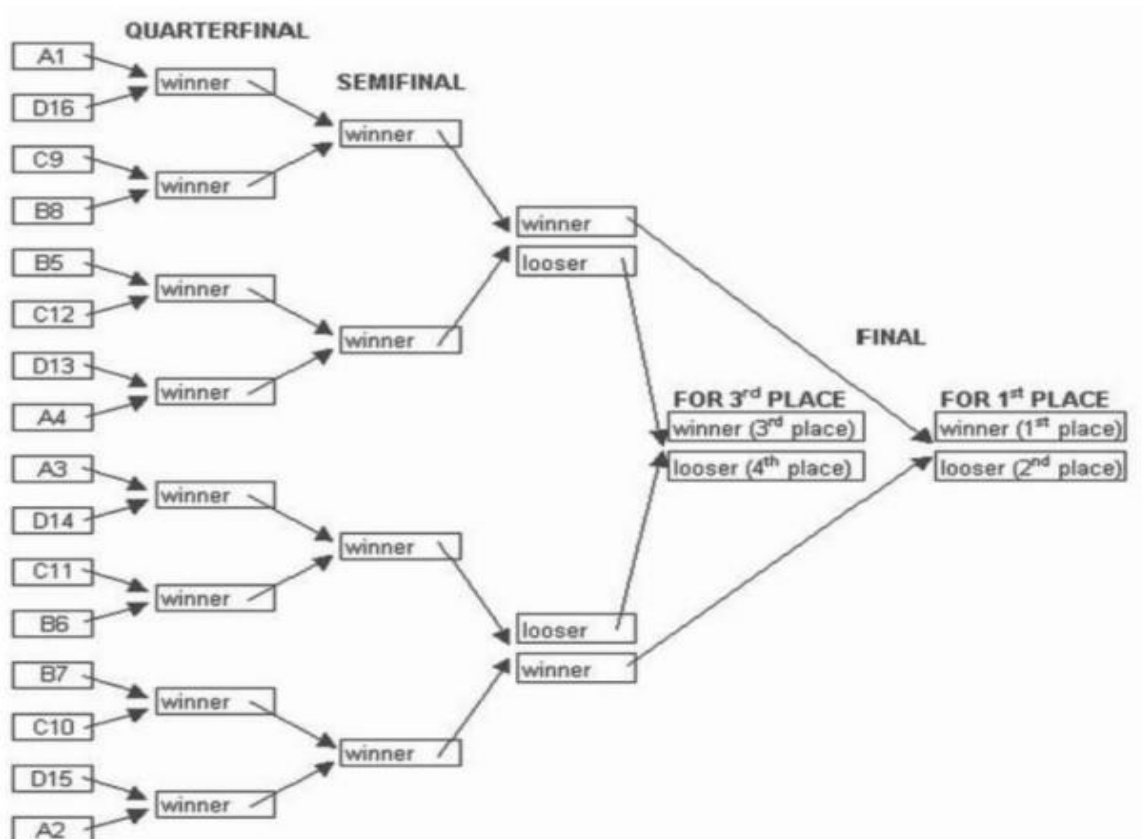 QUARTERFINAL
A1
winner
SEMIFINAL
D16
winner
C9
winner
B8
winner
B5
looser
winner
C12
winner
FINAL
D13
winner
FOR 3rd PLACE
FOR 1st PLACE
A4
winner (3rd place)
winner (1st place)
A3
looser (4th place)
looser (2nd place)
winner
D14
winner
C11
winner
B6
looser
B7
winner
winner
C10
winner
D15
winner
A2